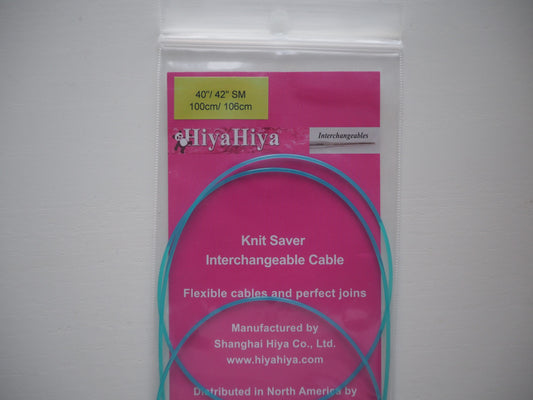 40"/ 42" SM
100cm/ 106cm
HiyaHiya
Interchangeables
Knit Saver
Interchangeable Cable
Flexible cables and perfect joins
Manufactured by
Shanghai Hiya Co., Ltd.
www.hiyahiya.com
Distributed in North America by